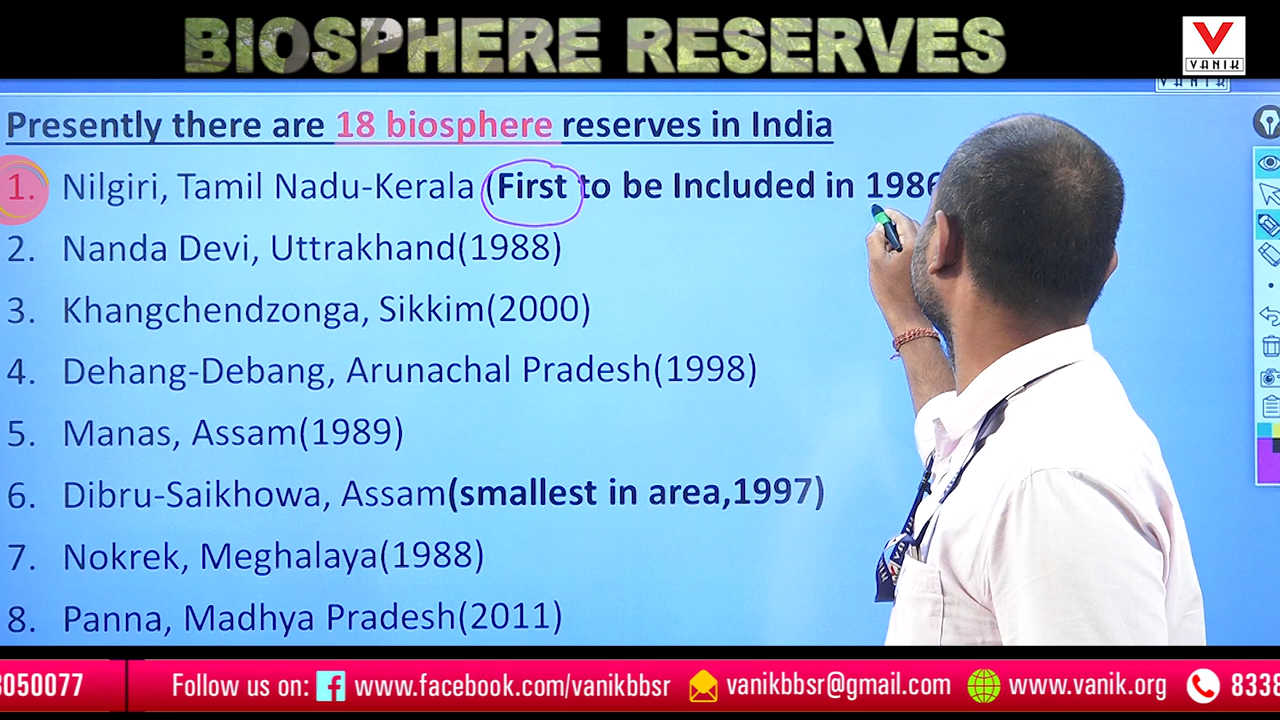 BIOSPHERE RESERVES
VANIK
VANIK
Presently there are 18 biosphere reserves in India
1. Nilgiri, Tamil Nadu-Kerala (First to be Included in 1986
2. Nanda Devi, Uttrakhand(1988)
3. Khangchendzonga, Sikkim(2000)
4. Dehang-Debang, Arunachal Pradesh(1998)
5. Manas, Assam(1989)
6. Dibru-Saikhowa, Assam(smallest in area,1997)
7. Nokrek, Meghalaya(1988)
8. Panna, Madhya Pradesh(2011)
8050077 Follow us on: www.facebook.com/vanikbbsr vanikbbsr@gmail.com www.vanik.org 8338